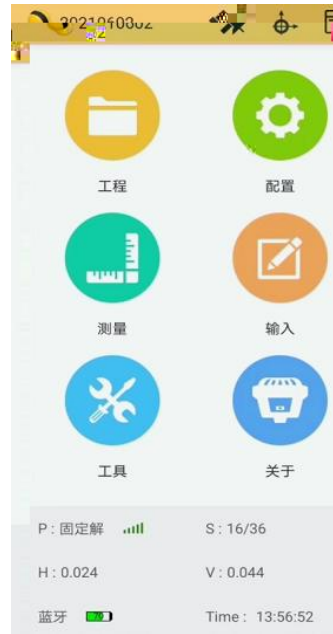 工程 配置
测量 输入
工具 关于
P : 固定解 S : 16/36
H : 0.024 V : 0.044
蓝牙 Time : 13:56:52